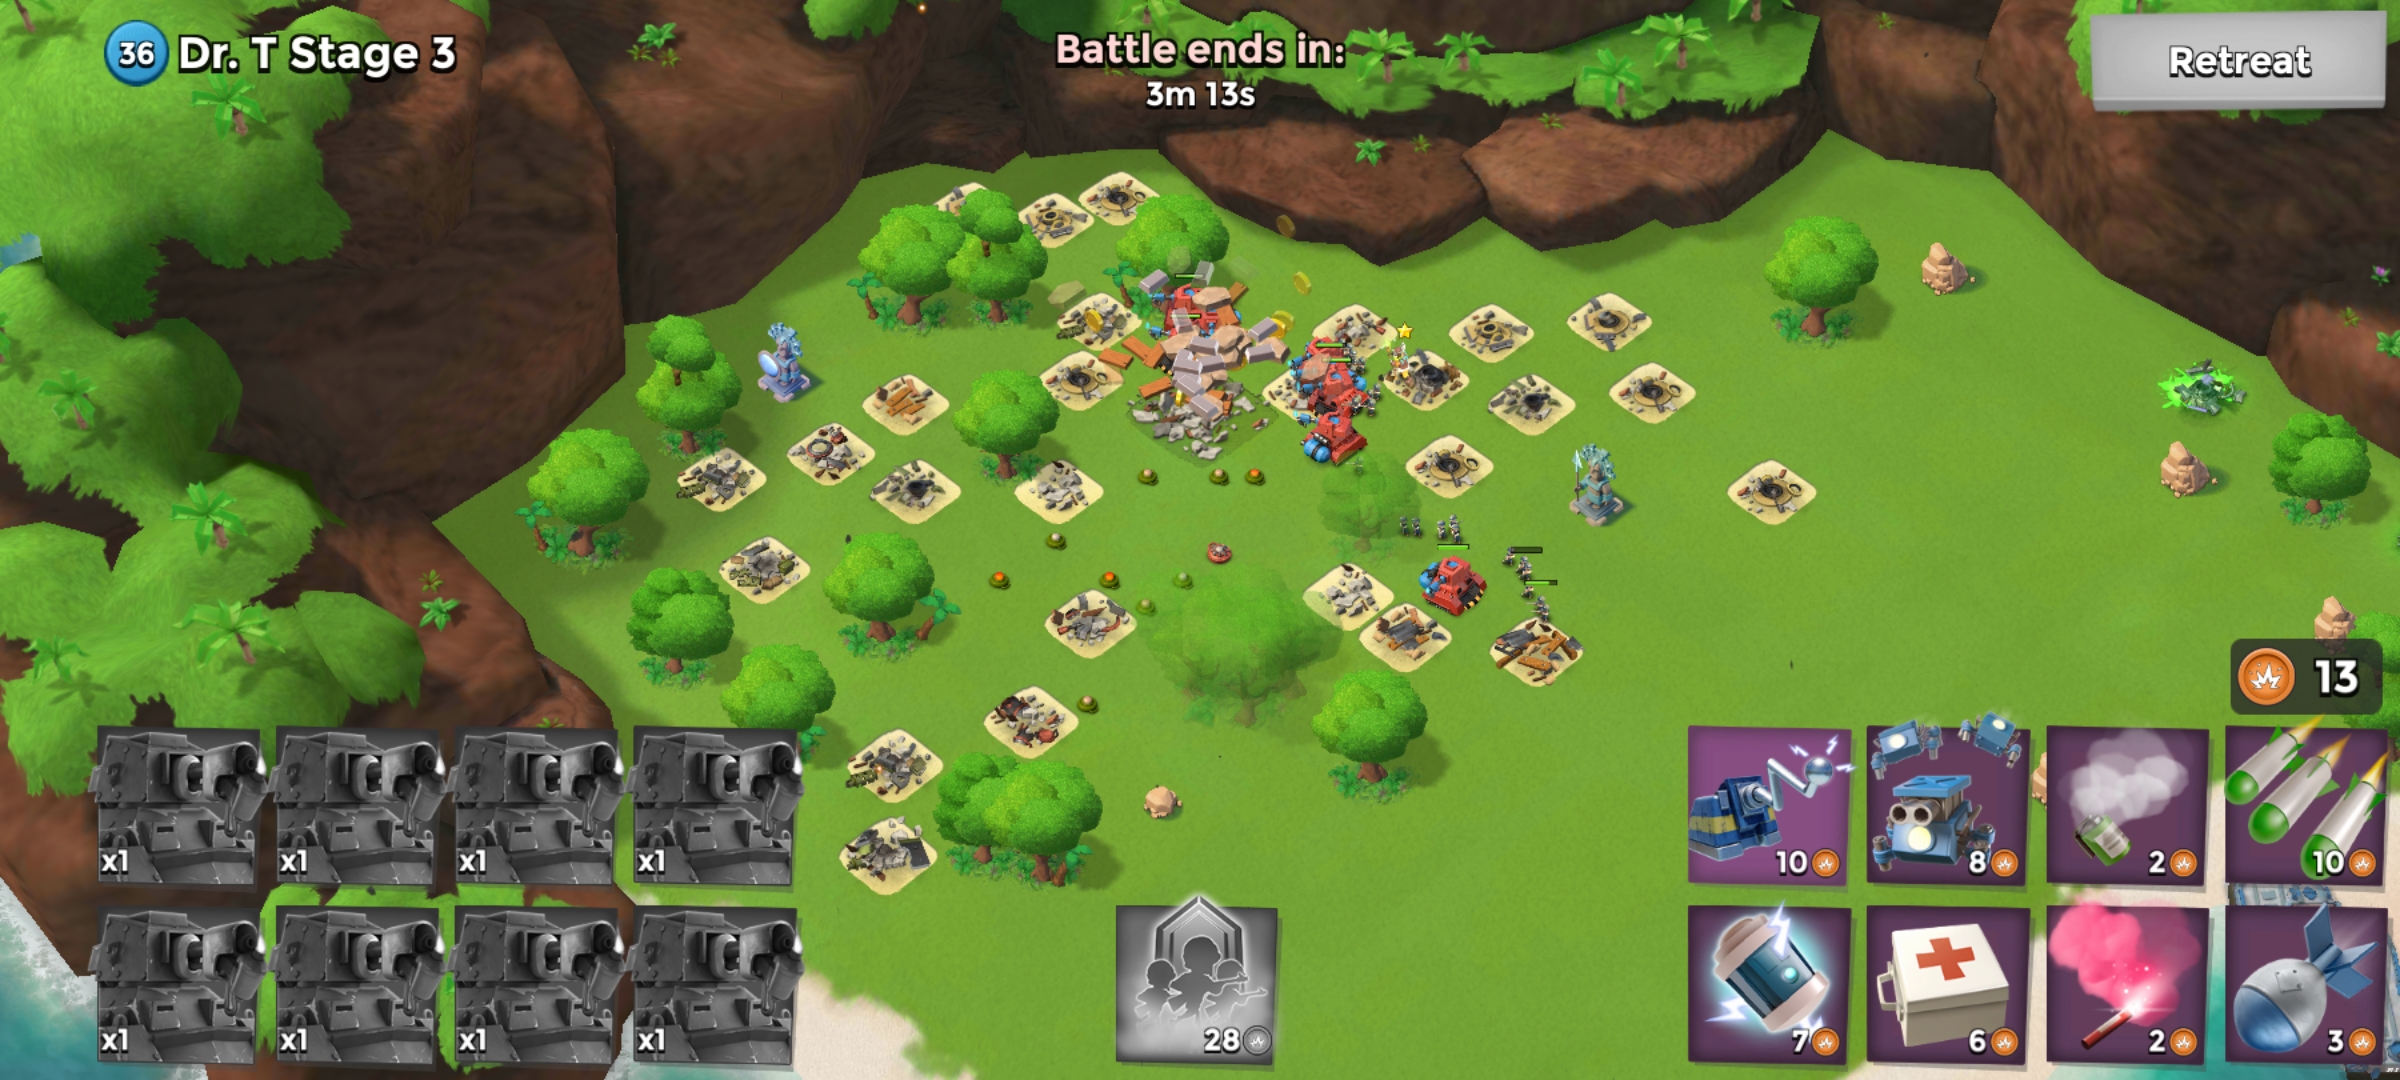 36 Dr. T Stage 3
Battle ends in:
3m 13s
Retreat
13
x1 x1 x1 x1
10 8 2 10
x1 x1 x1 x1
28
7 6 2 3